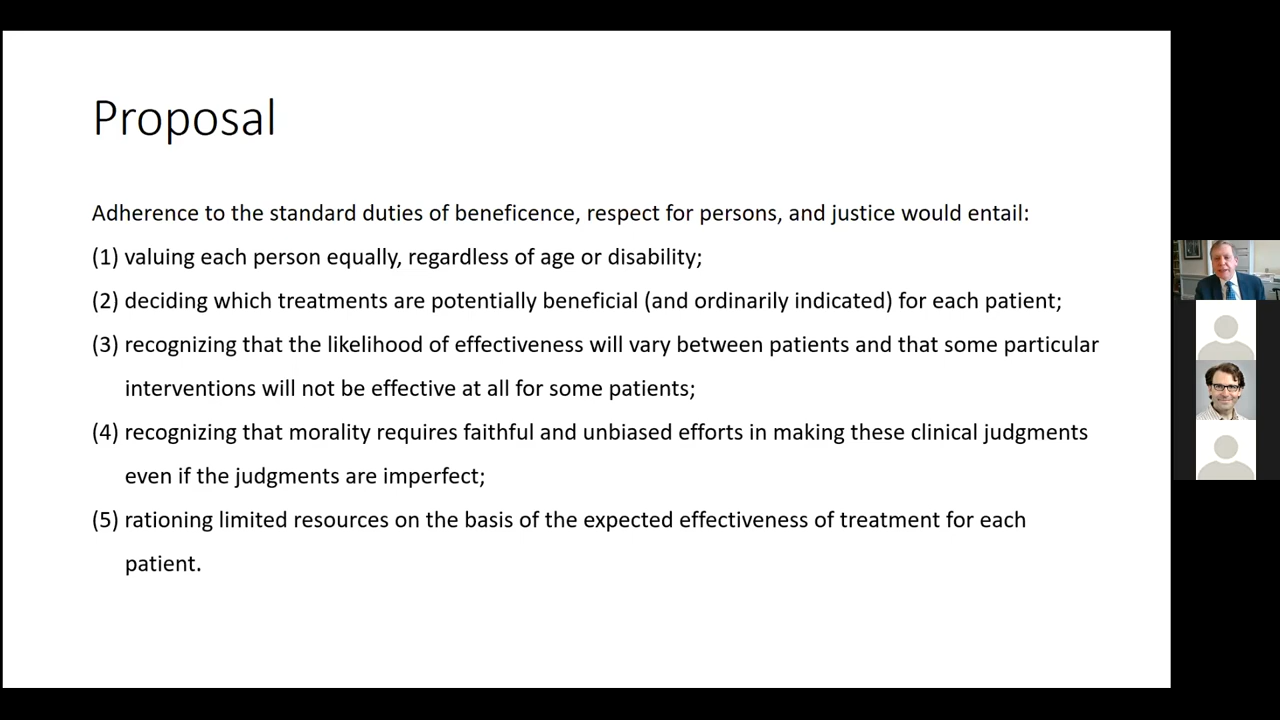 Proposal
Adherence to the standard duties of beneficence, respect for persons, and justice would entail:
(1) valuing each person equally, regardless of age or disability;
(2) deciding which treatments are potentially beneficial (and ordinarily indicated) for each patient;
(3) recognizing that the likelihood of effectiveness will vary between patients and that some particular
interventions will not be effective at all for some patients;
(4) recognizing that morality requires faithful and unbiased efforts in making these clinical judgments
even if the judgments are imperfect;
(5) rationing limited resources on the basis of the expected effectiveness of treatment for each
patient.